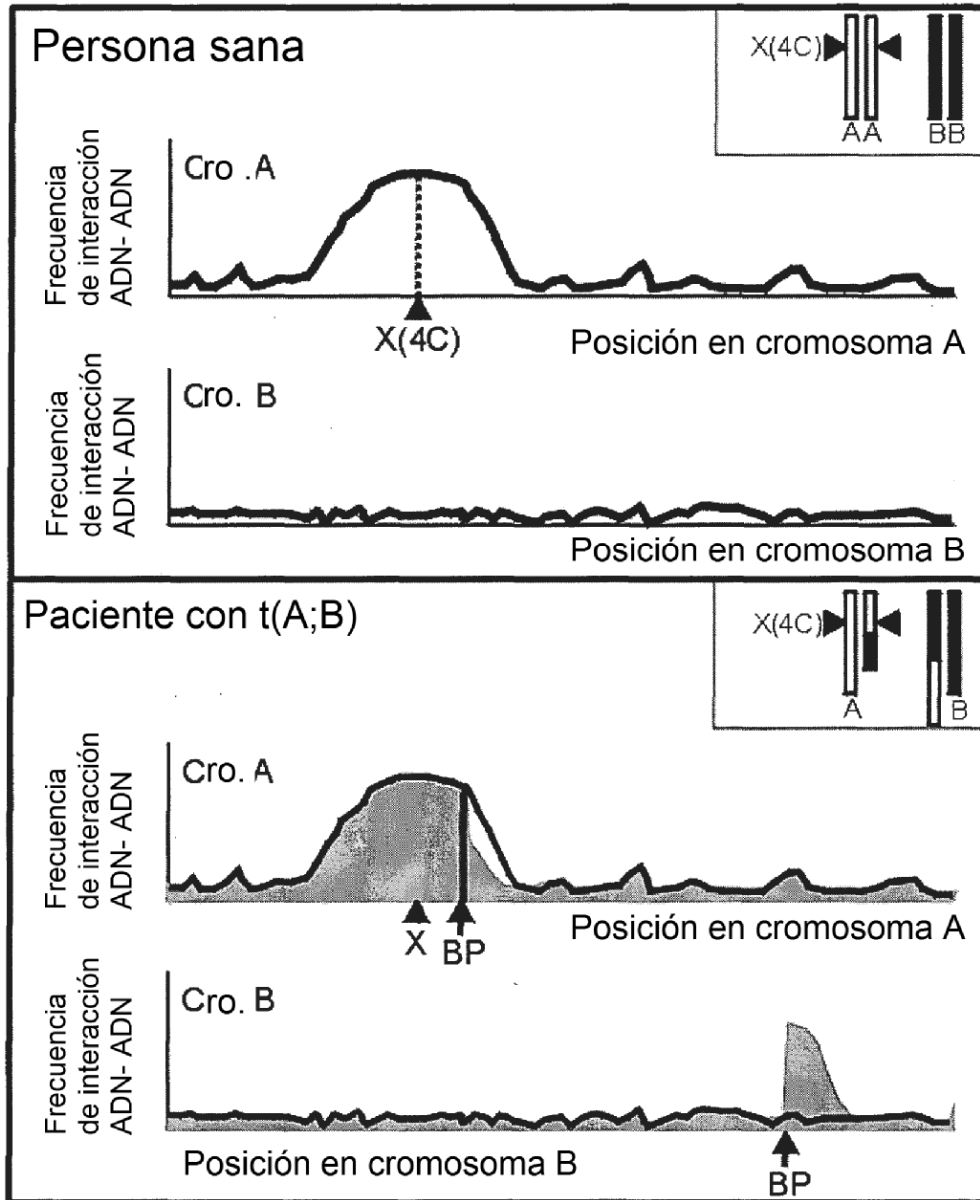 Persona sana
X(4C)
A A
B B
Frecuencia
de interacción
ADN- ADN
Cro .A
X(4C)
Posición en cromosoma A
Frecuencia
de interacción
ADN- ADN
Cro. B
Posición en cromosoma B
Paciente con t(A;B)
X(4C)
A
B
Frecuencia
de interacción
ADN- ADN
Cro. A
X
BP
Posición en cromosoma A
Frecuencia
de interacción
ADN- ADN
Cro. B
Posición en cromosoma B
BP